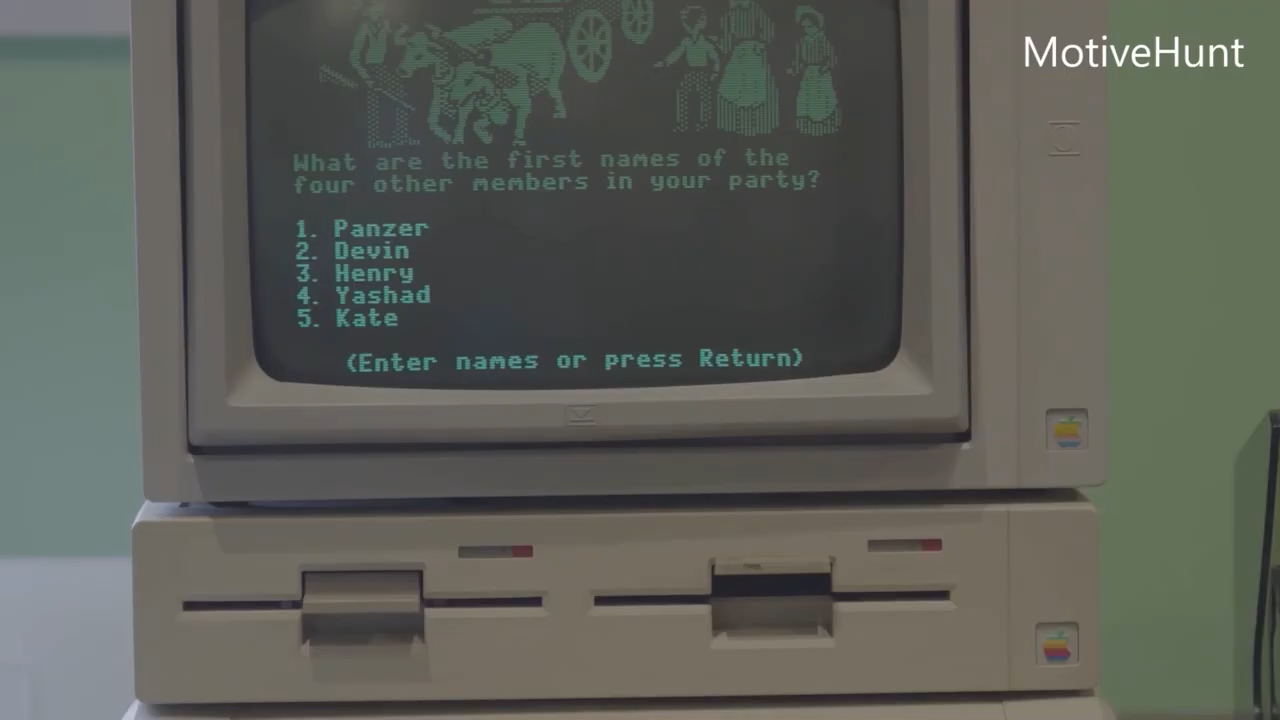 MotiveHunt
What are the first names of the
four other members in your party?
1. Panzer
2. Devin
3. Henry
4. Yashad
5. Kate
(Enter names or press Return)